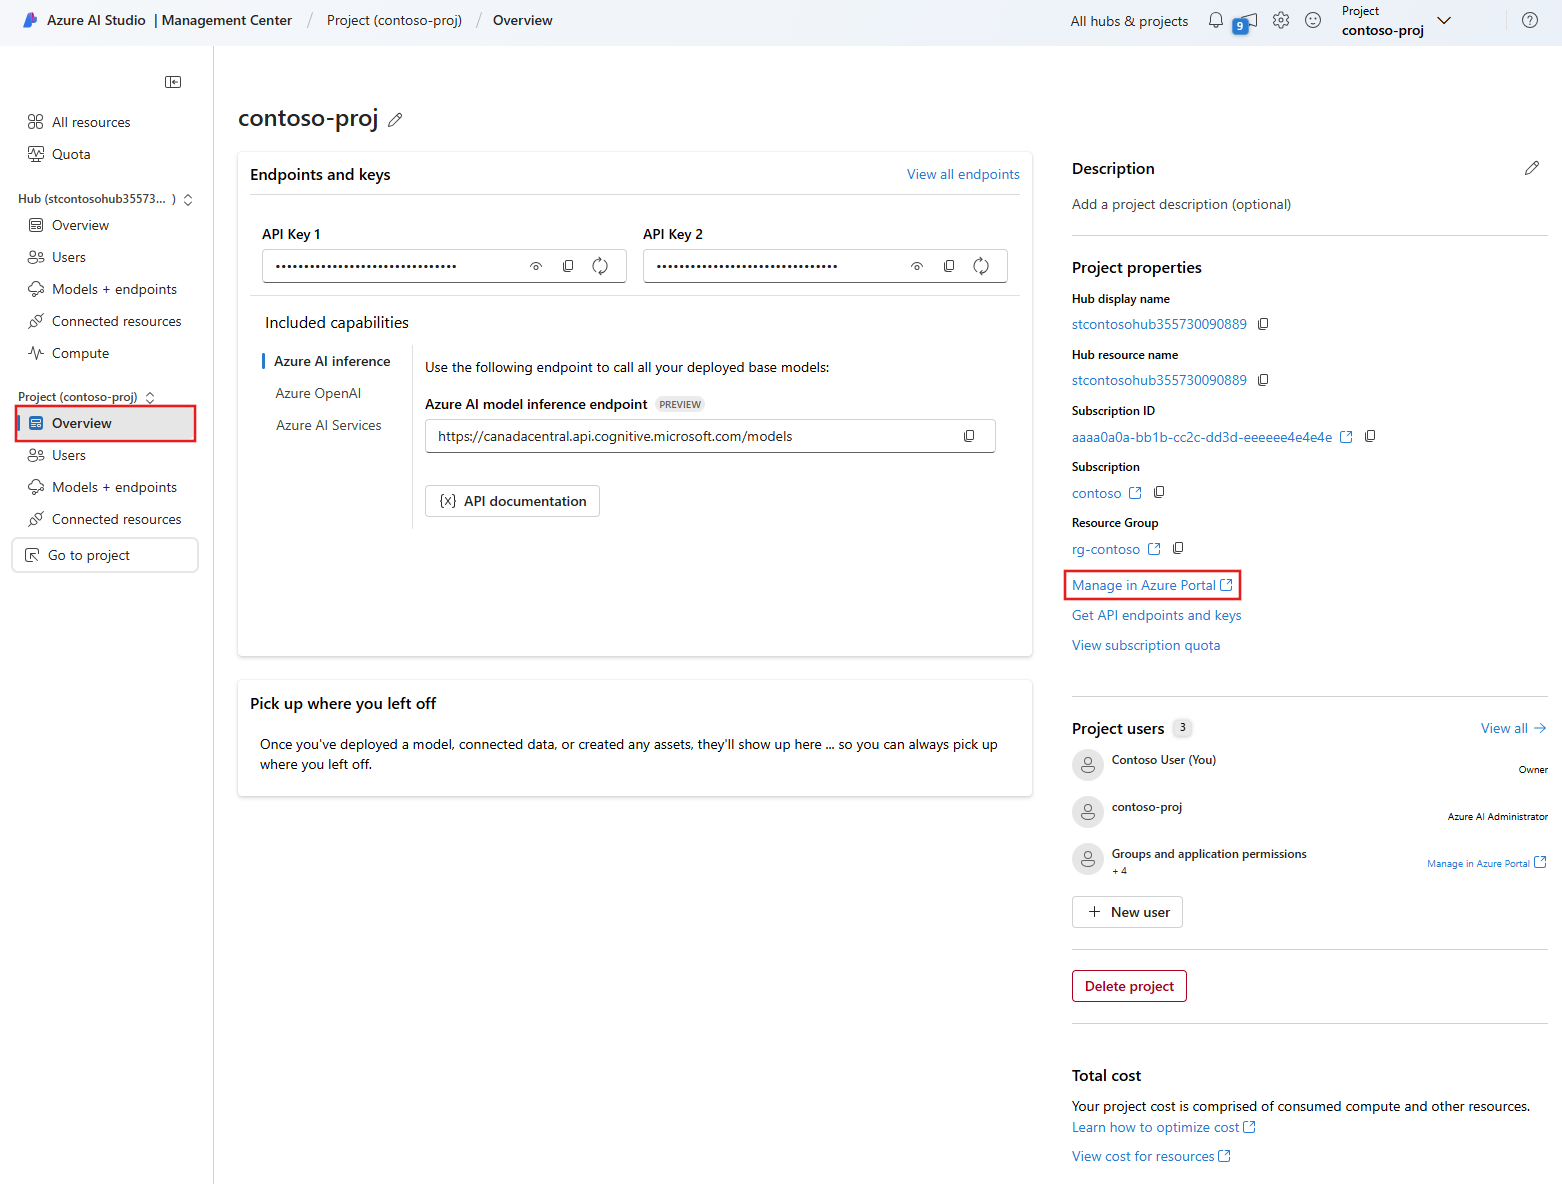 Azure AI Studio | Management Center / Project (contoso-proj) / Overview
All hubs & projects
9
Project
contoso-proj
All resources
Quota
Hub (stcontosohub35573... )
Overview
Users
Models + endpoints
Connected resources
Compute
Project (contoso-proj)
Overview
Users
Models + endpoints
Connected resources
Go to project
contoso-proj
Endpoints and keys
View all endpoints
API Key 1
API Key 2
••••••••••••••••••••••••••••••••
••••••••••••••••••••••••••••••••
Included capabilities
Azure AI inference
Azure OpenAI
Azure AI Services
Use the following endpoint to call all your deployed base models:
Azure AI model inference endpoint PREVIEW
https://canadacentral.api.cognitive.microsoft.com/models
{x} API documentation
Pick up where you left off
Once you've deployed a model, connected data, or created any assets, they'll show up here ... so you can always pick up
where you left off.
Description
Add a project description (optional)
Project properties
Hub display name
stcontosohub355730090889
Hub resource name
stcontosohub355730090889
Subscription ID
aaaa0a0a-bb1b-cc2c-dd3d-eeeeee4e4e4e
Subscription
contoso
Resource Group
rg-contoso
Manage in Azure Portal
Get API endpoints and keys
View subscription quota
Project users 3
View all
Contoso User (You)
Owner
contoso-proj
Azure AI Administrator
Groups and application permissions
+ 4
Manage in Azure Portal
+ New user
Delete project
Total cost
Your project cost is comprised of consumed compute and other resources.
Learn how to optimize cost
View cost for resources